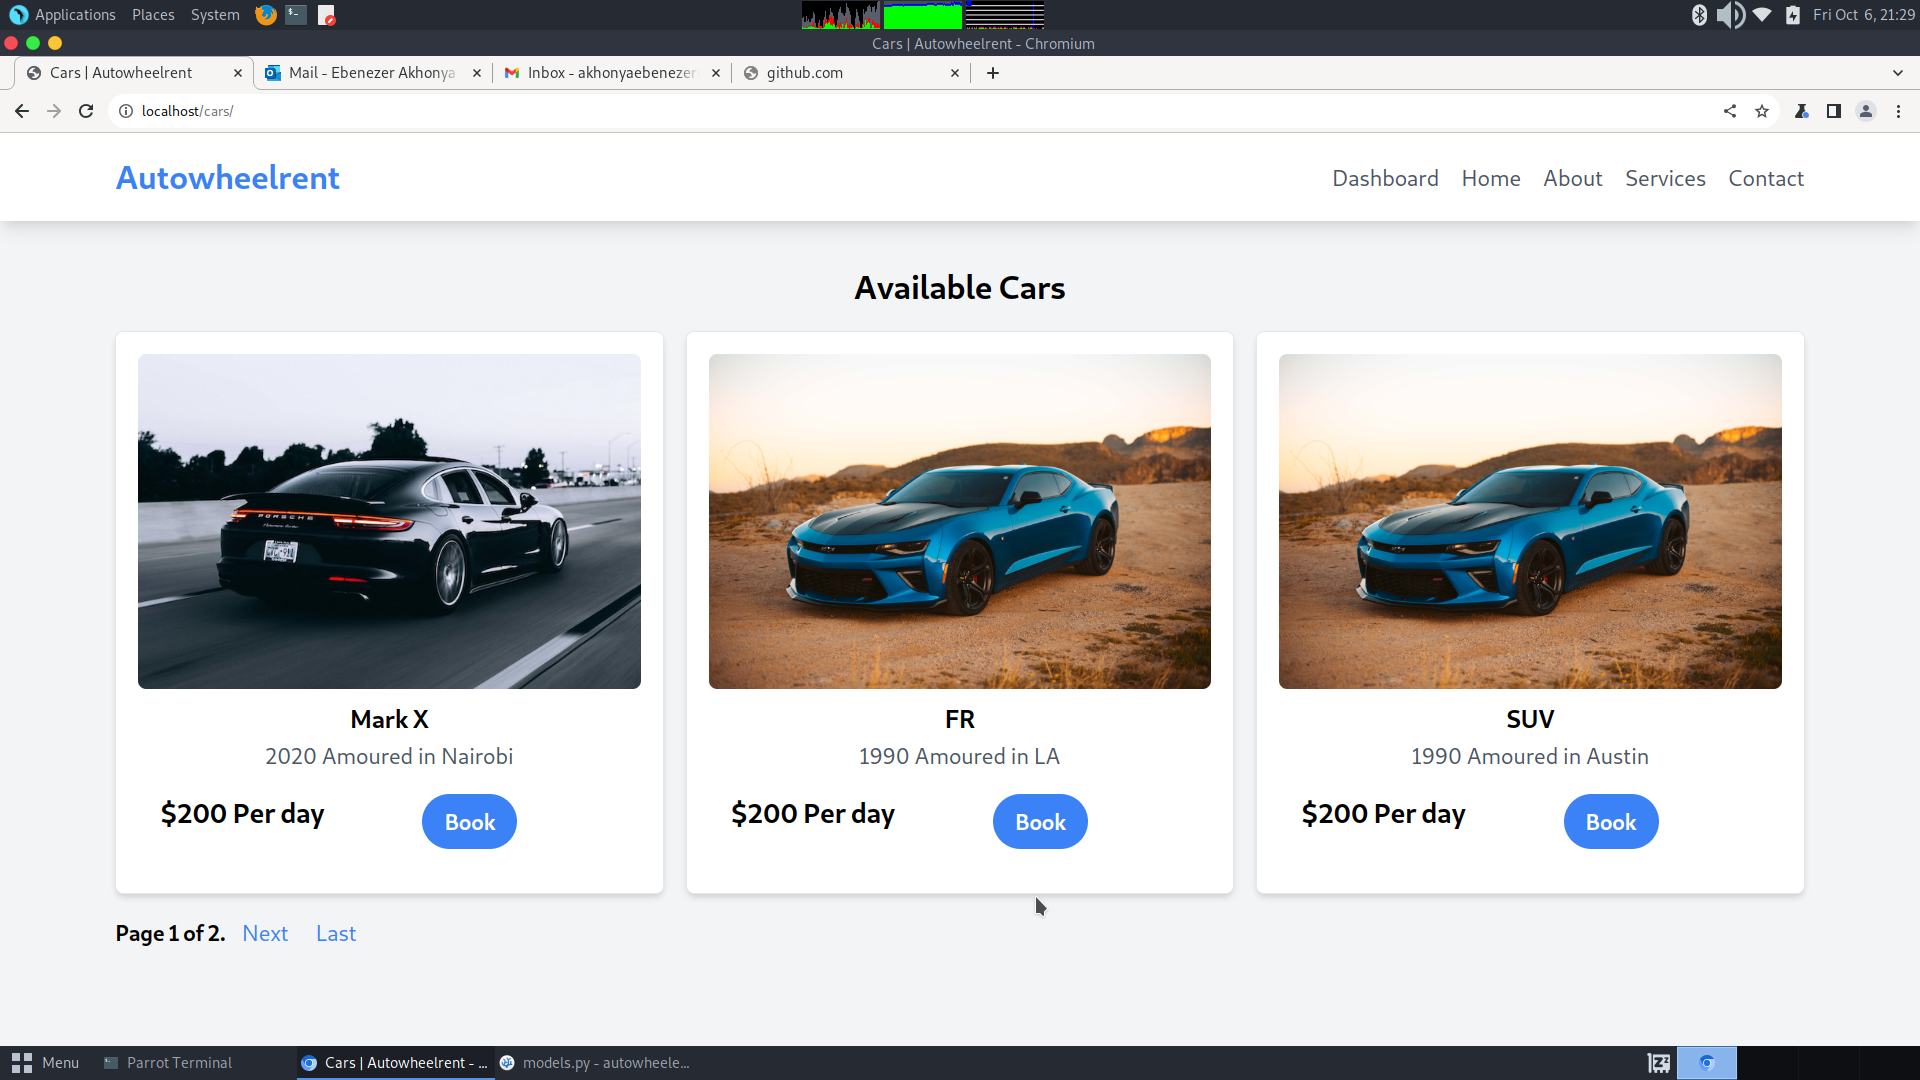 Applications Places System Fri Oct 6, 21:29
Cars | Autowheelrent - Chromium
Cars | Autowheelrent Mail - Ebenezer Akhonya Inbox - akhonyaebenezer github.com
localhost/cars/
Autowheelrent Dashboard Home About Services Contact
Available Cars
PORSCHE
Mark X
2020 Amoured in Nairobi
$200 Per day Book
FR
1990 Amoured in LA
$200 Per day Book
SUV
1990 Amoured in Austin
$200 Per day Book
Page 1 of 2. Next Last
Menu Parrot Terminal Cars | Autowheelrent - ... models.py - autowheele...